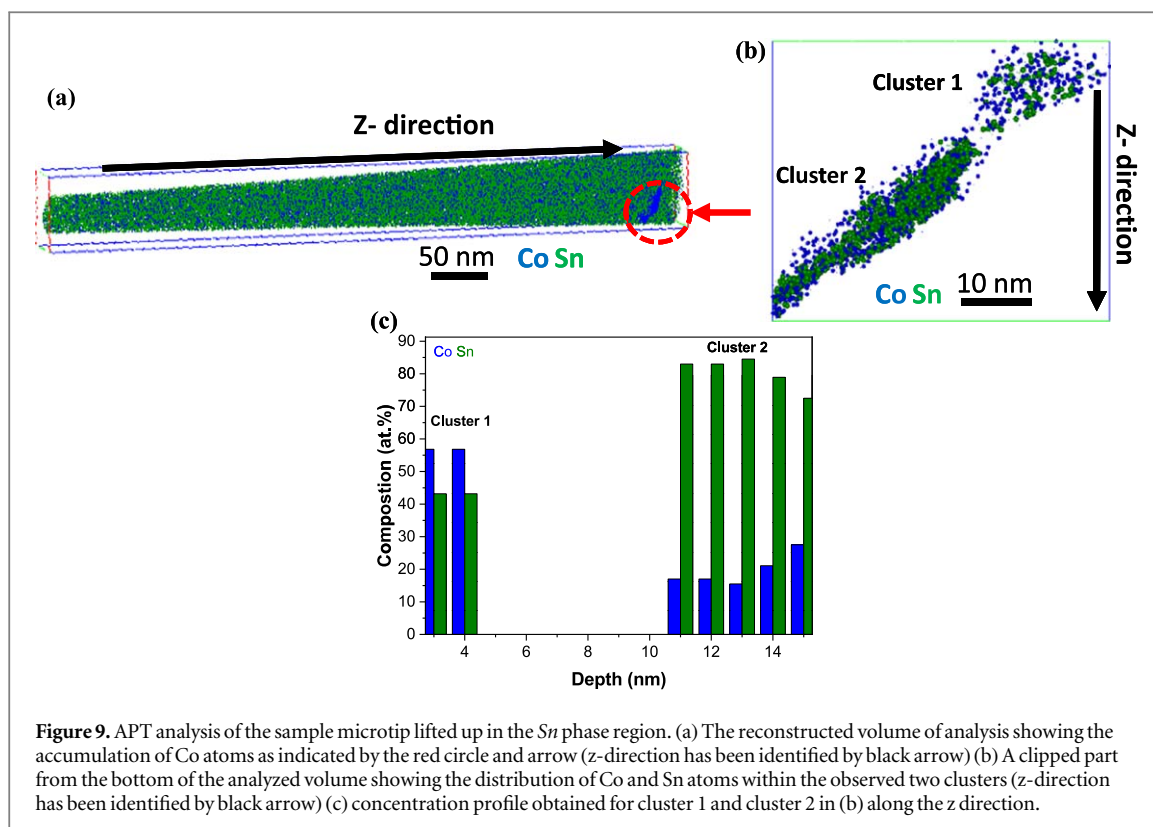 (a)
Z- direction
50 nm
Co Sn
(b)
Cluster 1
Cluster 2
Z- direction
Co Sn
10 nm
(c)
Co Sn
Cluster 1
Cluster 2
90
80
70
60
50
40
30
20
10
0
Compostion (at.%)
4 6 8 10 12 14
Depth (nm)
Figure 9. APT analysis of the sample microtip lifted up in the Sn phase region. (a) The reconstructed volume of analysis showing the
accumulation of Co atoms as indicated by the red circle and arrow (z-direction has been identified by black arrow) (b) A clipped part
from the bottom of the analyzed volume showing the distribution of Co and Sn atoms within the observed two clusters (z-direction
has been identified by black arrow) (c) concentration profile obtained for cluster 1 and cluster 2 in (b) along the z direction.